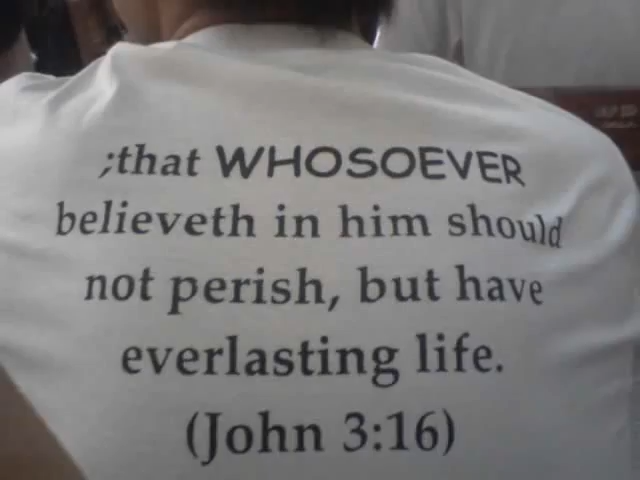 ;that WHOSOEVER
believeth in him should
not perish, but have
everlasting life.
(John 3:16)